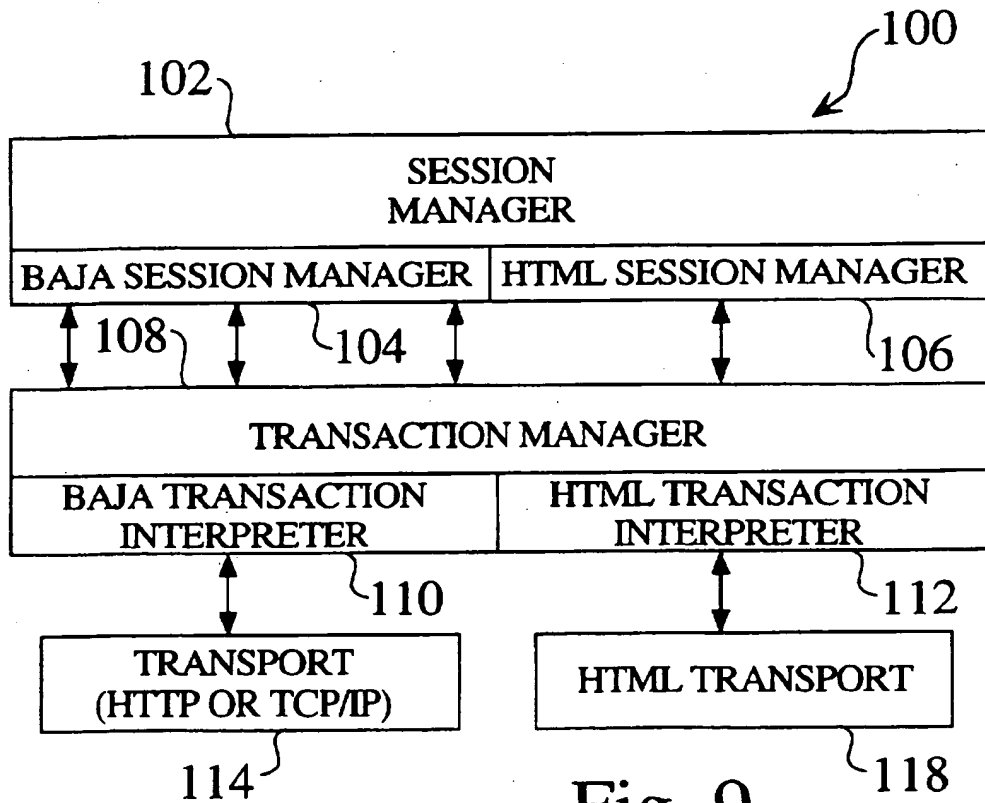 100
102
SESSION
MANAGER
BAJA SESSION MANAGER
HTML SESSION MANAGER
108
104
106
TRANSACTION MANAGER
BAJA TRANSACTION
INTERPRETER
HTML TRANSACTION
INTERPRETER
110
112
TRANSPORT
(HTTP OR TCP/IP)
HTML TRANSPORT
114
118
Fig. 9